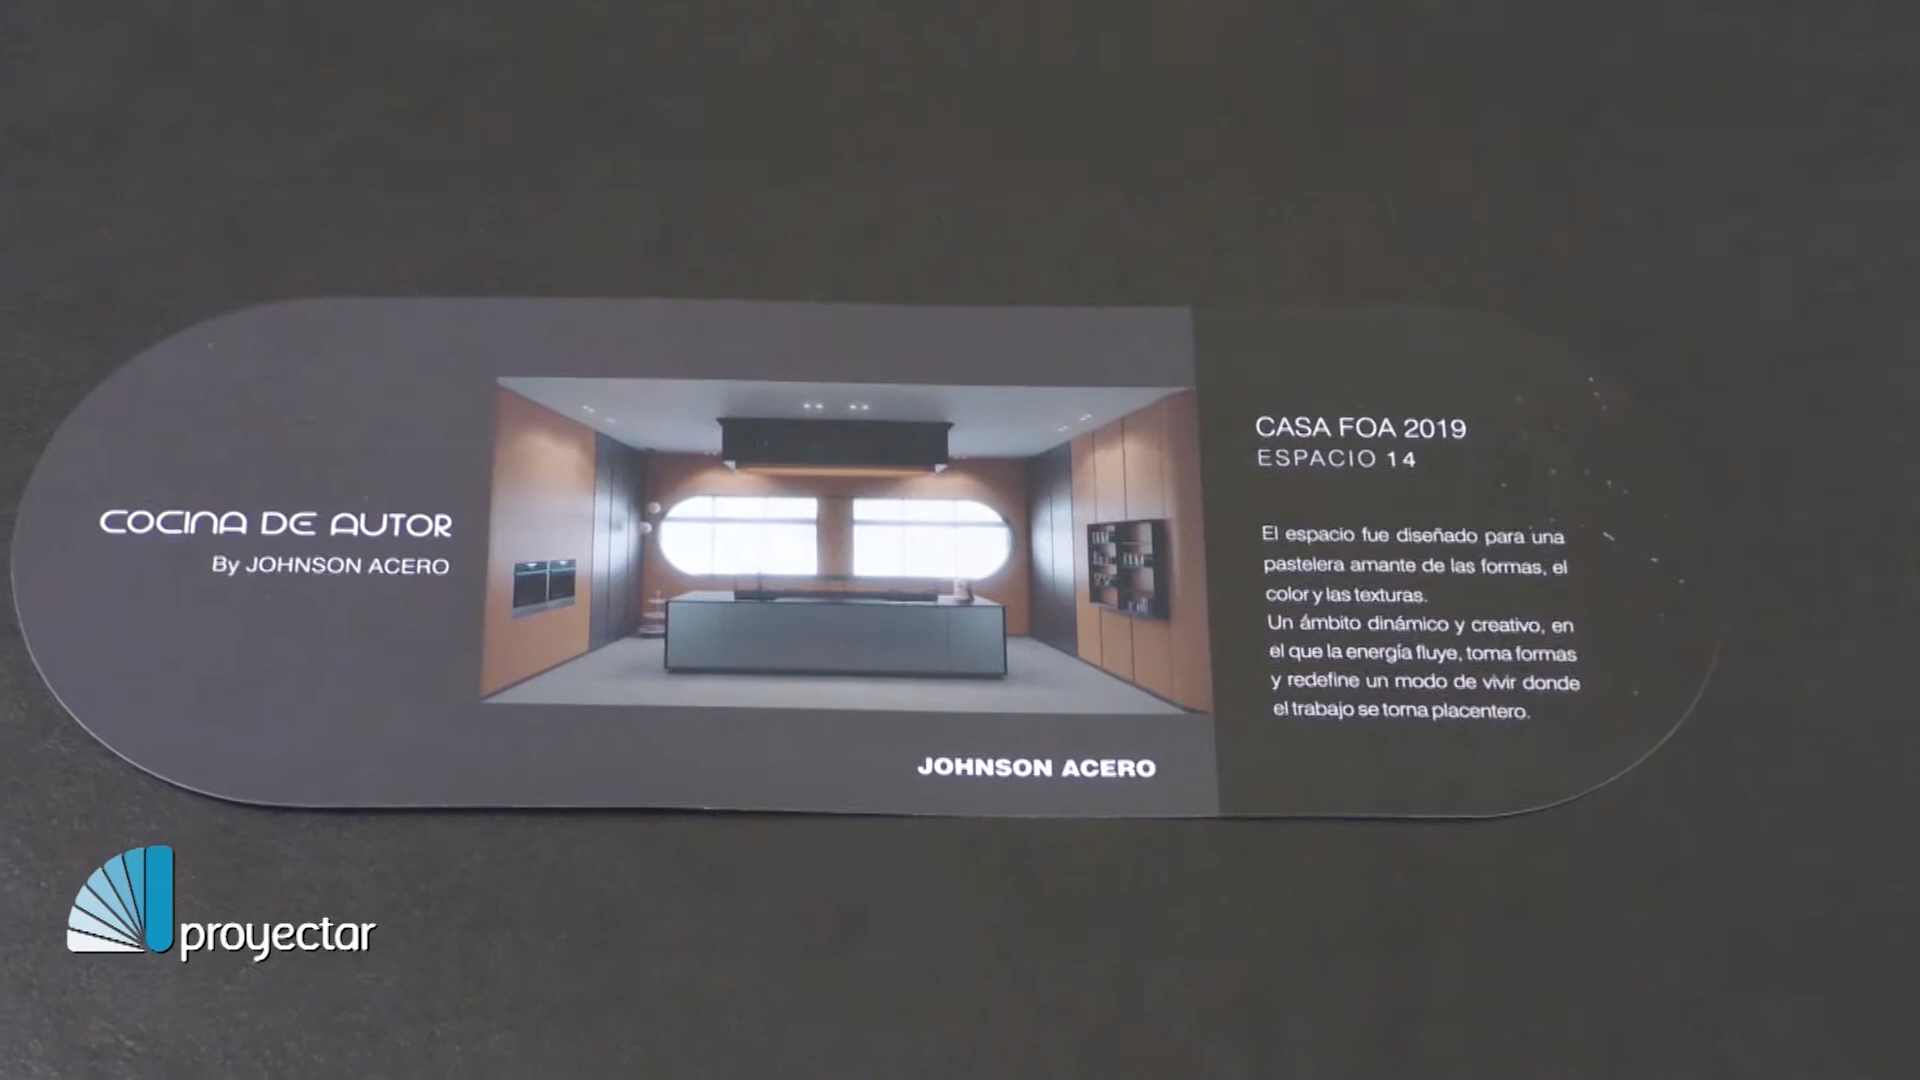 COCINA DE AUTOR
By JOHNSON ACERO
JOHNSON ACERO
CASA FOA 2019
ESPACIO 14
El espacio fue diseñado para una
pastelera amante de las formas, el
color y las texturas.
Un ámbito dinámico y creativo, en
el que la energía fluye, toma formas
y redefine un modo de vivir donde
el trabajo se torna placentero.
proyectar